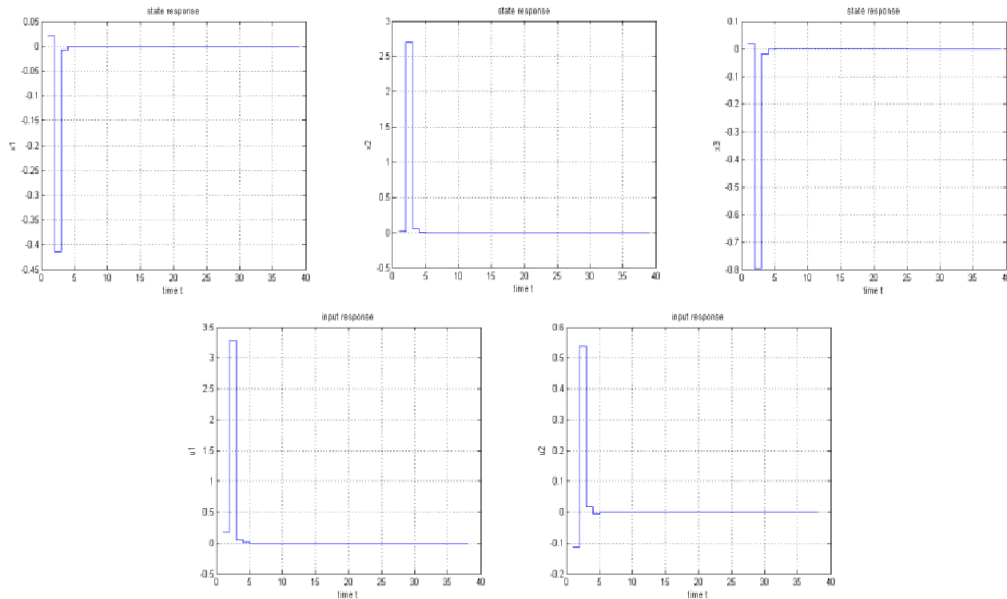 state response
0.05
0
-0.05
-0.1
-0.15
-0.2
-0.25
-0.3
-0.35
-0.4
-0.45
x1
0 5 10 15 20 25 30 35 40
time t
state response
3
2.5
2
1.5
1
0.5
0
-0.5
x2
0 5 10 15 20 25 30 35 40
time t
state response
0.1
0
-0.1
-0.2
-0.3
-0.4
-0.5
-0.6
-0.7
-0.8
x3
0 5 10 15 20 25 30 35 40
time t
input response
3.5
3
2.5
2
1.5
1
0.5
0
-0.5
u1
0 5 10 15 20 25 30 35 40
time t
input response
0.6
0.5
0.4
0.3
0.2
0.1
0
-0.1
-0.2
u2
0 5 10 15 20 25 30 35 40
time t